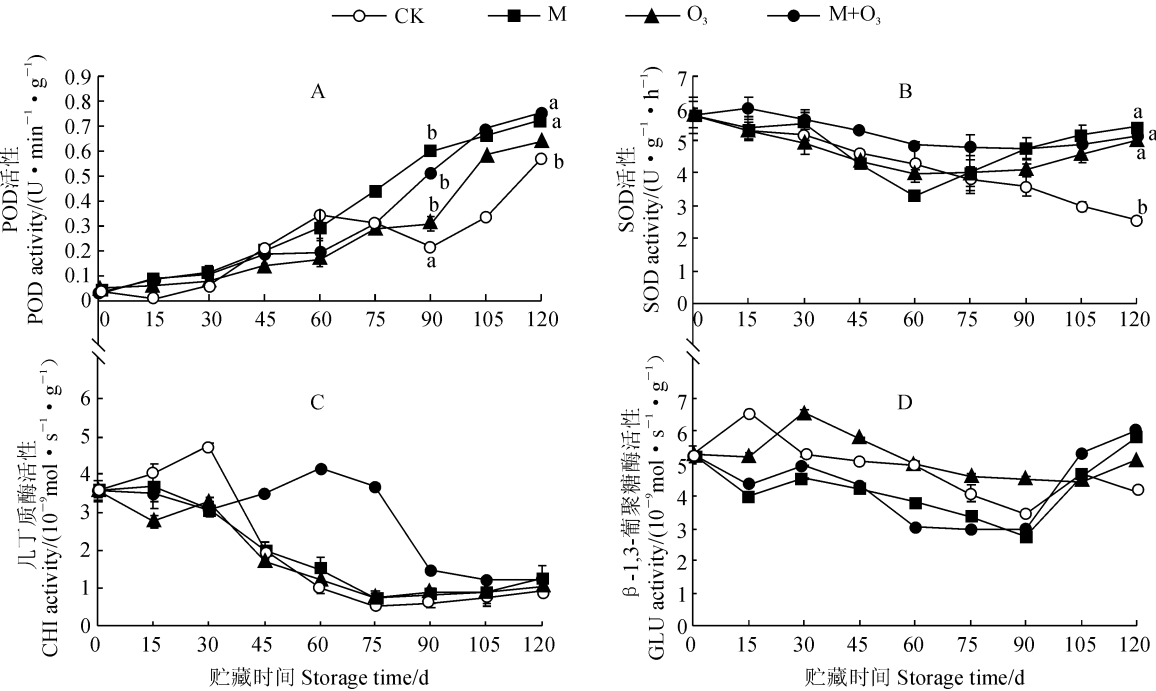 CK M O₃ M+O₃
POD活性
POD activity/(U·min⁻¹·g⁻¹)
0.9
0.8
0.7
0.6
0.5
0.4
0.3
0.2
0.1
0
A
b
b
b
a
a
a
b
0 15 30 45 60 75 90 105 120
SOD活性
SOD activity/(U·g⁻¹·h⁻¹)
7
6
5
4
3
2
1
0
B
a
a
a
b
0 15 30 45 60 75 90 105 120
几丁质酶活性
CHI activity/(10⁻⁹mol·s⁻¹·g⁻¹)
6
5
4
3
2
1
0
C
0 15 30 45 60 75 90 105 120
贮藏时间 Storage time/d
β-1,3-葡聚糖酶活性
GLU activity/(10⁻⁹mol·s⁻¹·g⁻¹)
7
6
5
4
3
2
1
0
D
0 15 30 45 60 75 90 105 120
贮藏时间 Storage time/d